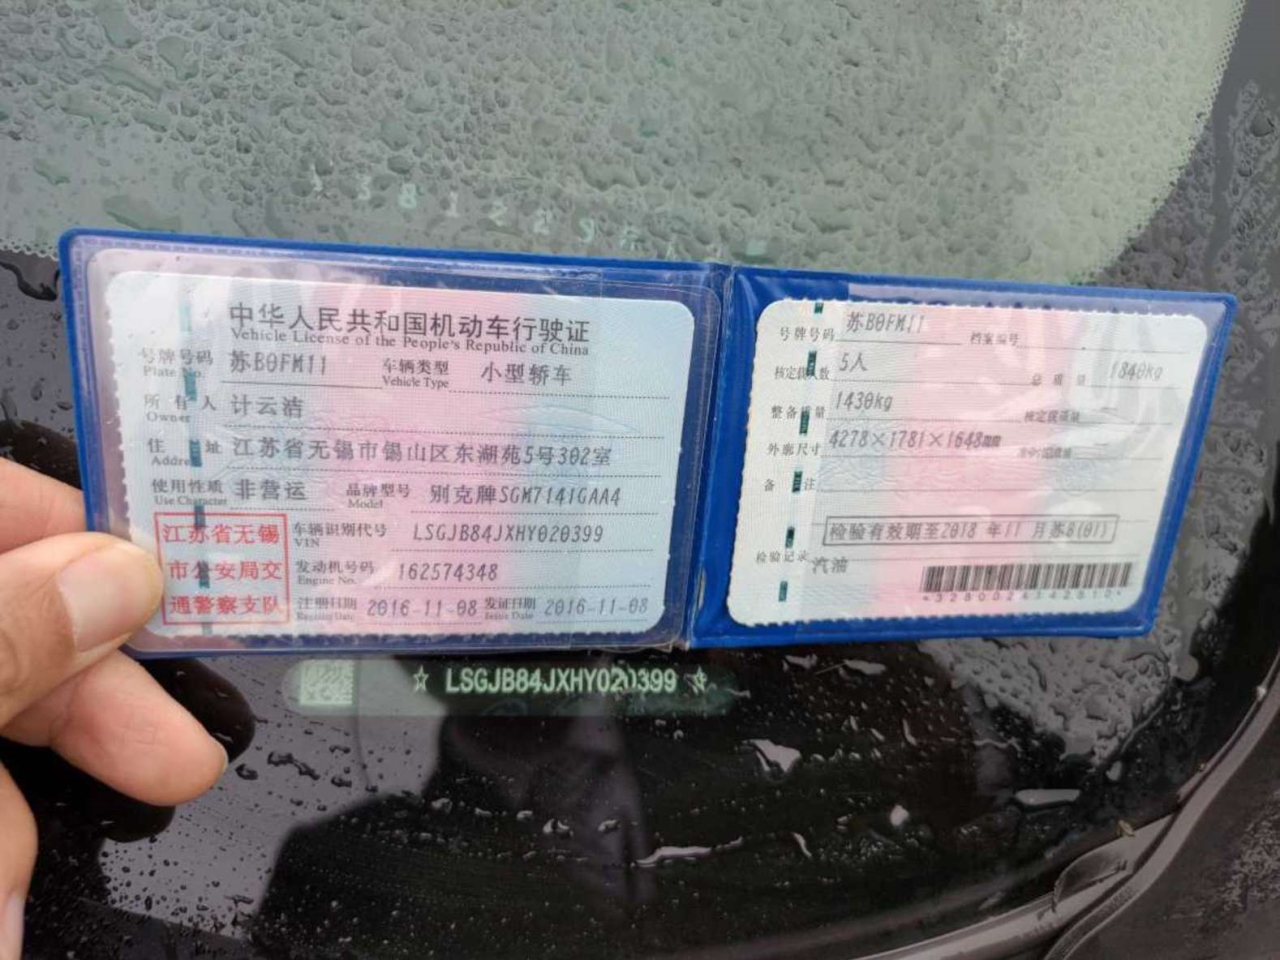 中华人民共和国机动车行驶证
Vehicle License of the People's Republic of China
号牌号码 苏B0FM11 车辆类型 小型轿车
Plate No. Vehicle Type
所有人 计云洁
Owner
住址 江苏省无锡市锡山区东湖苑5号302室
Address
使用性质 非营运 品牌型号 别克牌SGM7141GAA4
Use Character Model
江苏省无锡
市公安局交
通警察支队
车辆识别代号 LSGJB84JXHY020399
VIN
发动机号码 162574348
Engine No.
注册日期 2016-11-08 发证日期 2016-11-08
Register Date Issue Date
号牌号码 苏B0FM11 档案编号
核定载人数 5人 总质量 1840kg
整备质量 1430kg 核定载质量
外廓尺寸 4278×1781×1648mm
备注
检验有效期至2018年11月苏B(01)
检验记录
汽油
☆ LSGJB84JXHY020399 ☆